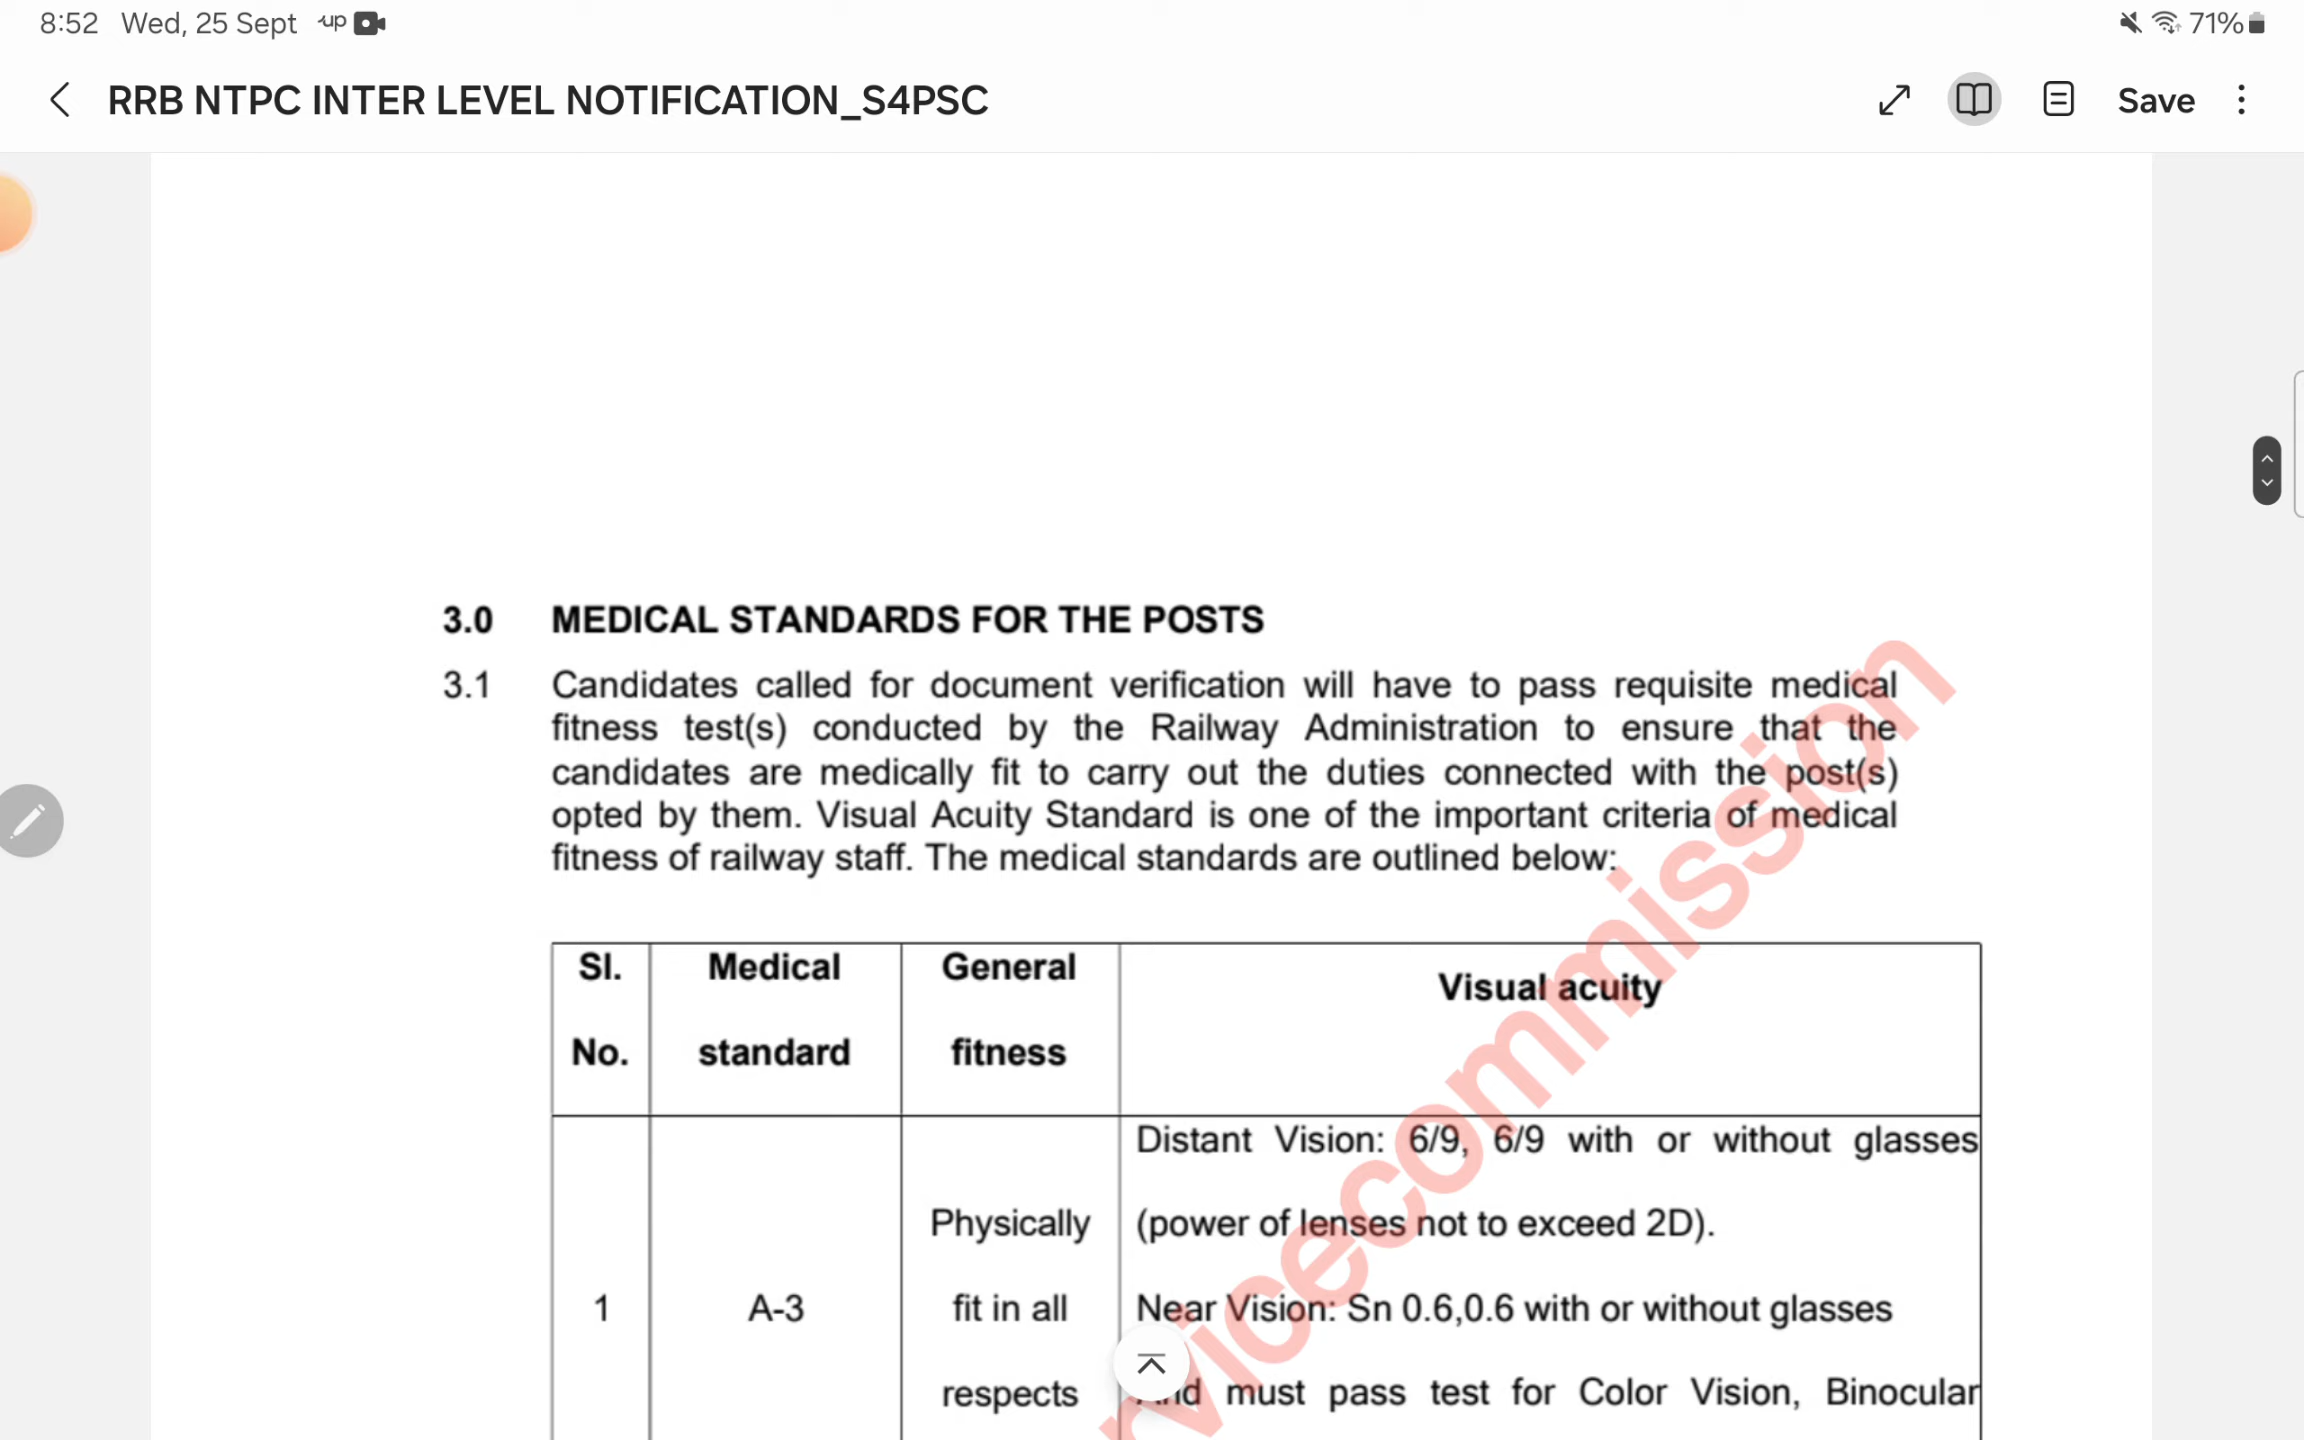 8:52 Wed, 25 Sept up 71%
RRB NTPC INTER LEVEL NOTIFICATION_S4PSC Save
3.0 MEDICAL STANDARDS FOR THE POSTS
3.1 Candidates called for document verification will have to pass requisite medical
fitness test(s) conducted by the Railway Administration to ensure that the
candidates are medically fit to carry out the duties connected with the post(s)
opted by them. Visual Acuity Standard is one of the important criteria of medical
fitness of railway staff. The medical standards are outlined below:
Sl. No. Medical standard General fitness Visual acuity
1 A-3 Physically fit in all respects
Distant Vision: 6/9, 6/9 with or without glasses
(power of lenses not to exceed 2D).
Near Vision: Sn 0.6,0.6 with or without glasses
must pass test for Color Vision, Binocular